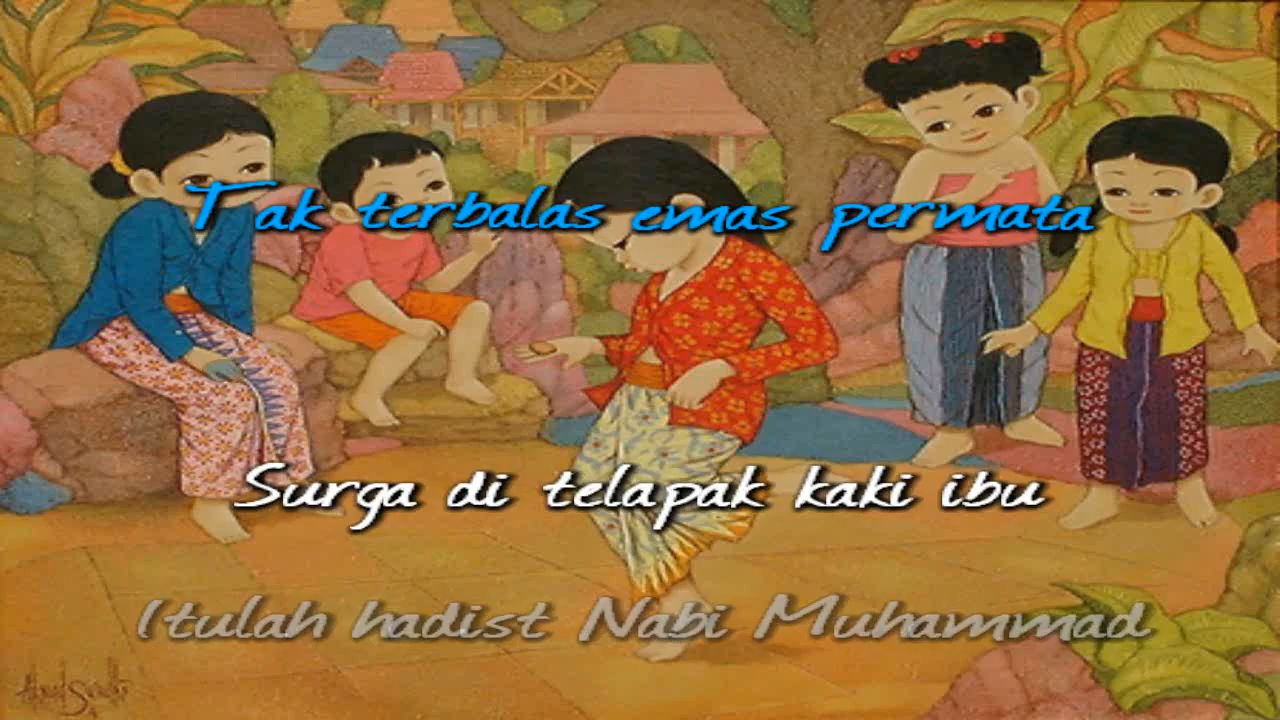 Tak terbalas emas permata
Surga di telapak kaki ibu
Itulah hadist Nabi Muhammad